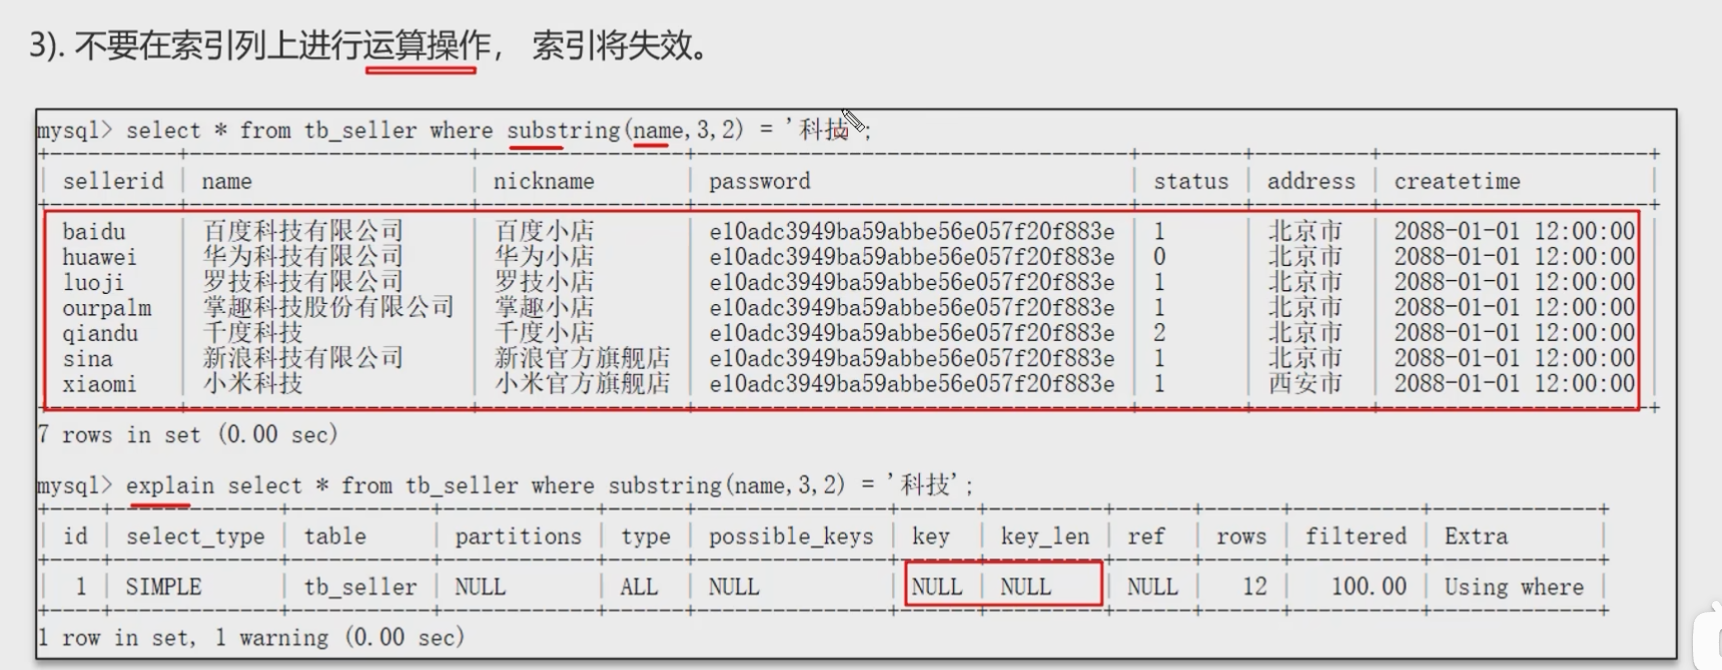 3). 不要在索引列上进行运算操作， 索引将失效。
mysql> select * from tb_seller where substring(name,3,2) = '科技';
sellerid | name | nickname | password | status | address | createtime
baidu | 百度科技有限公司 | 百度小店 | e10adc3949ba59abbe56e057f20f883e | 1 | 北京市 | 2088-01-01 12:00:00
huawei | 华为科技有限公司 | 华为小店 | e10adc3949ba59abbe56e057f20f883e | 0 | 北京市 | 2088-01-01 12:00:00
luoji | 罗技科技有限公司 | 罗技小店 | e10adc3949ba59abbe56e057f20f883e | 1 | 北京市 | 2088-01-01 12:00:00
ourpalm | 掌趣科技股份有限公司 | 掌趣小店 | e10adc3949ba59abbe56e057f20f883e | 1 | 北京市 | 2088-01-01 12:00:00
qiandu | 千度科技 | 千度小店 | e10adc3949ba59abbe56e057f20f883e | 2 | 北京市 | 2088-01-01 12:00:00
sina | 新浪科技有限公司 | 新浪官方旗舰店 | e10adc3949ba59abbe56e057f20f883e | 1 | 北京市 | 2088-01-01 12:00:00
xiaomi | 小米科技 | 小米官方旗舰店 | e10adc3949ba59abbe56e057f20f883e | 1 | 西安市 | 2088-01-01 12:00:00
7 rows in set (0.00 sec)
mysql> explain select * from tb_seller where substring(name,3,2) = '科技';
id | select_type | table | partitions | type | possible_keys | key | key_len | ref | rows | filtered | Extra
1 | SIMPLE | tb_seller | NULL | ALL | NULL | NULL | NULL | NULL | 12 | 100.00 | Using where
1 row in set, 1 warning (0.00 sec)